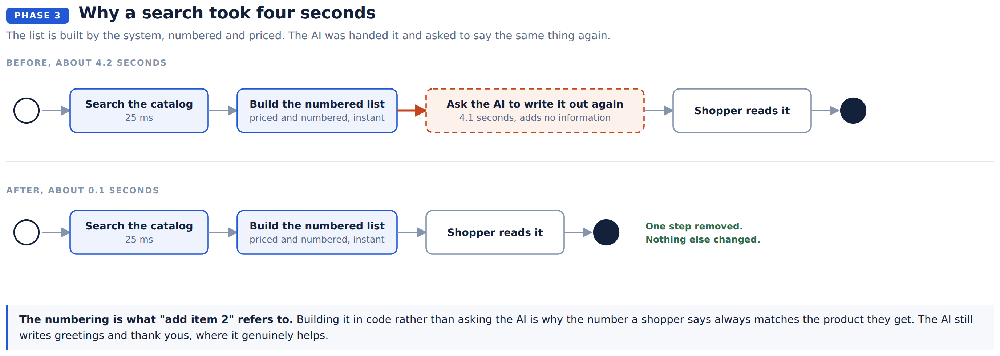 PHASE 3
Why a search took four seconds
The list is built by the system, numbered and priced. The AI was handed it and asked to say the same thing again.
BEFORE, ABOUT 4.2 SECONDS
Search the catalog
25 ms
Build the numbered list
priced and numbered, instant
Ask the AI to write it out again
4.1 seconds, adds no information
Shopper reads it
AFTER, ABOUT 0.1 SECONDS
Search the catalog
25 ms
Build the numbered list
priced and numbered, instant
Shopper reads it
One step removed.
Nothing else changed.
The numbering is what "add item 2" refers to. Building it in code rather than asking the AI is why the number a shopper says always matches the product they get. The AI still
writes greetings and thank yous, where it genuinely helps.